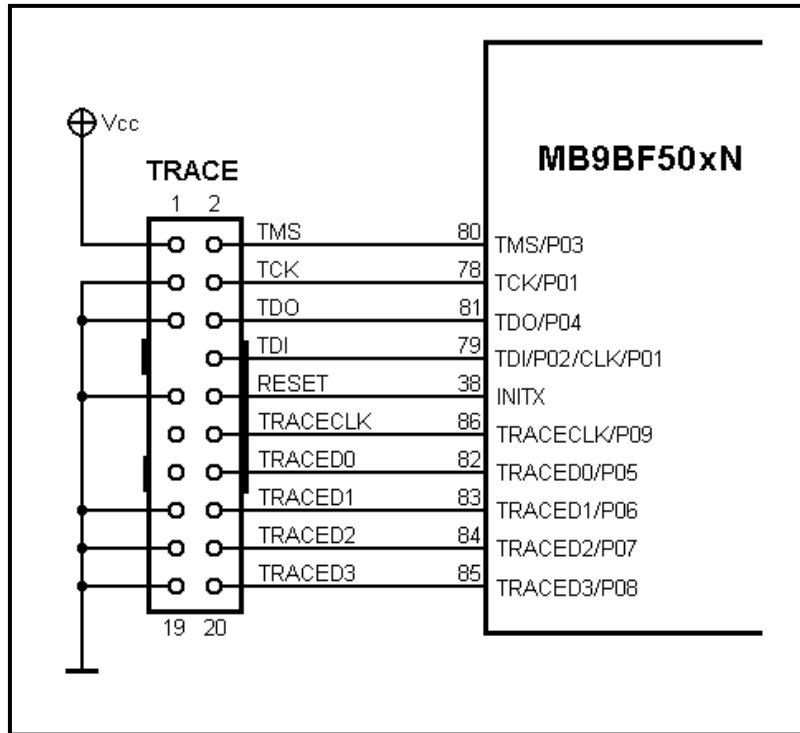 Vcc
MB9BF50xN
TRACE
1 2
TMS 80 TMS/P03
TCK 78 TCK/P01
TDO 81 TDO/P04
TDI 79 TDI/P02/CLK/P01
RESET 38 INITX
TRACECLK 86 TRACECLK/P09
TRACED0 82 TRACED0/P05
TRACED1 83 TRACED1/P06
TRACED2 84 TRACED2/P07
TRACED3 85 TRACED3/P08
19 20